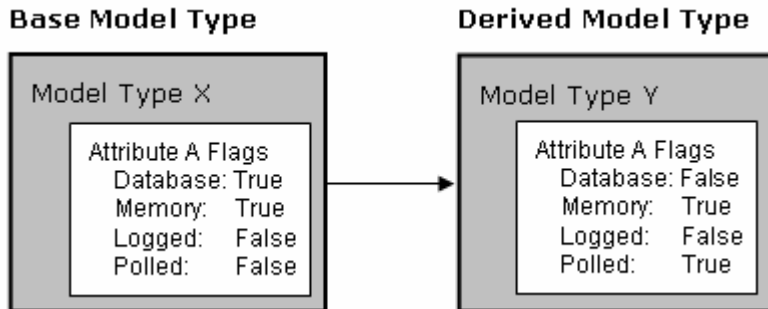 Base Model Type
Model Type X
Attribute A Flags
Database: True
Memory: True
Logged: False
Polled: False
Derived Model Type
Model Type Y
Attribute A Flags
Database: False
Memory: True
Logged: False
Polled: True